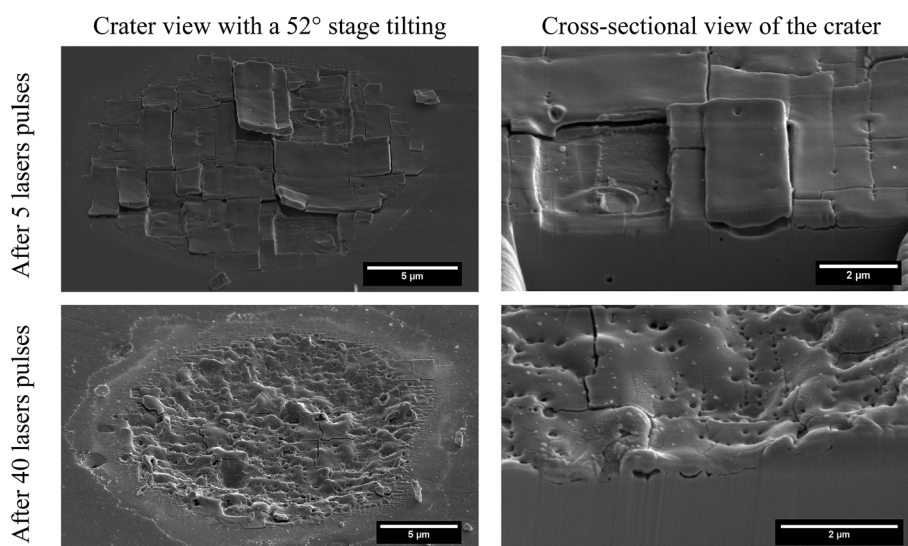 Crater view with a 52° stage tilting
Cross-sectional view of the crater
After 5 lasers pulses
5 µm
2 µm
After 40 lasers pulses
5 µm
2 µm